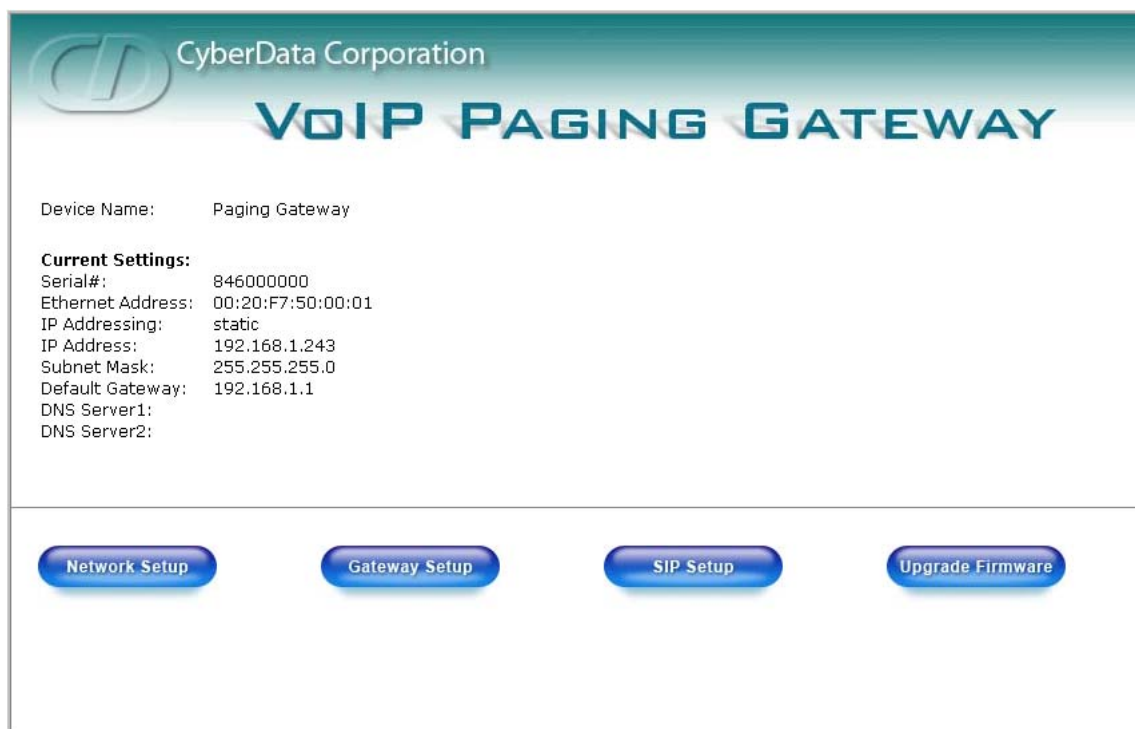 CD CyberData Corporation
VoIP Paging Gateway
Device Name: Paging Gateway
Current Settings:
Serial#: 846000000
Ethernet Address: 00:20:F7:50:00:01
IP Addressing: static
IP Address: 192.168.1.243
Subnet Mask: 255.255.255.0
Default Gateway: 192.168.1.1
DNS Server1:
DNS Server2:
Network Setup Gateway Setup SIP Setup Upgrade Firmware